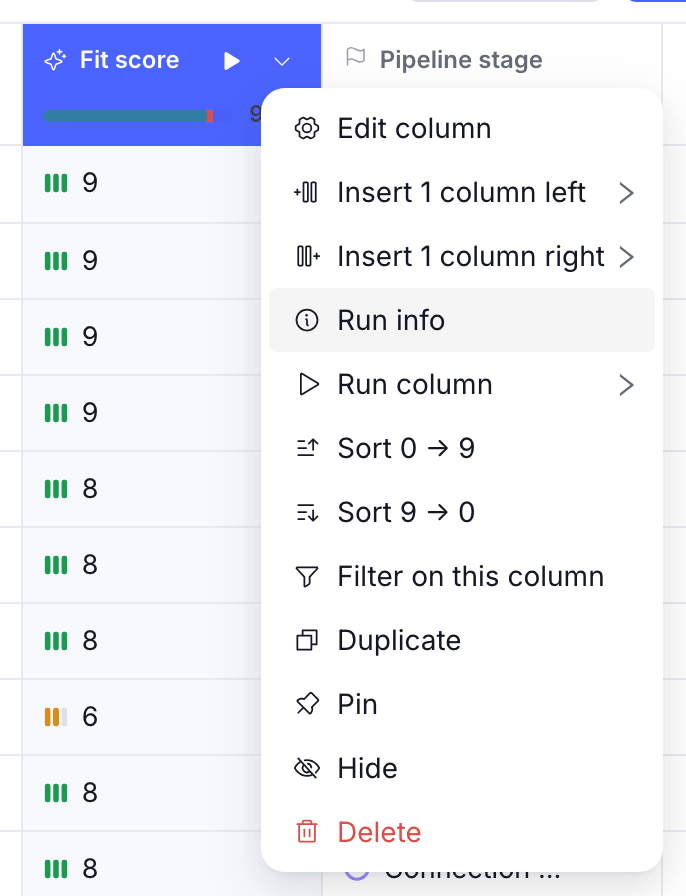 Fit score
Pipeline stage
9
Edit column
9
Insert 1 column left
9
Insert 1 column right
9
Run info
9
Run column
8
Sort 0 → 9
8
Sort 9 → 0
8
Filter on this column
6
Duplicate
8
Pin
8
Hide
Delete
Connection ...